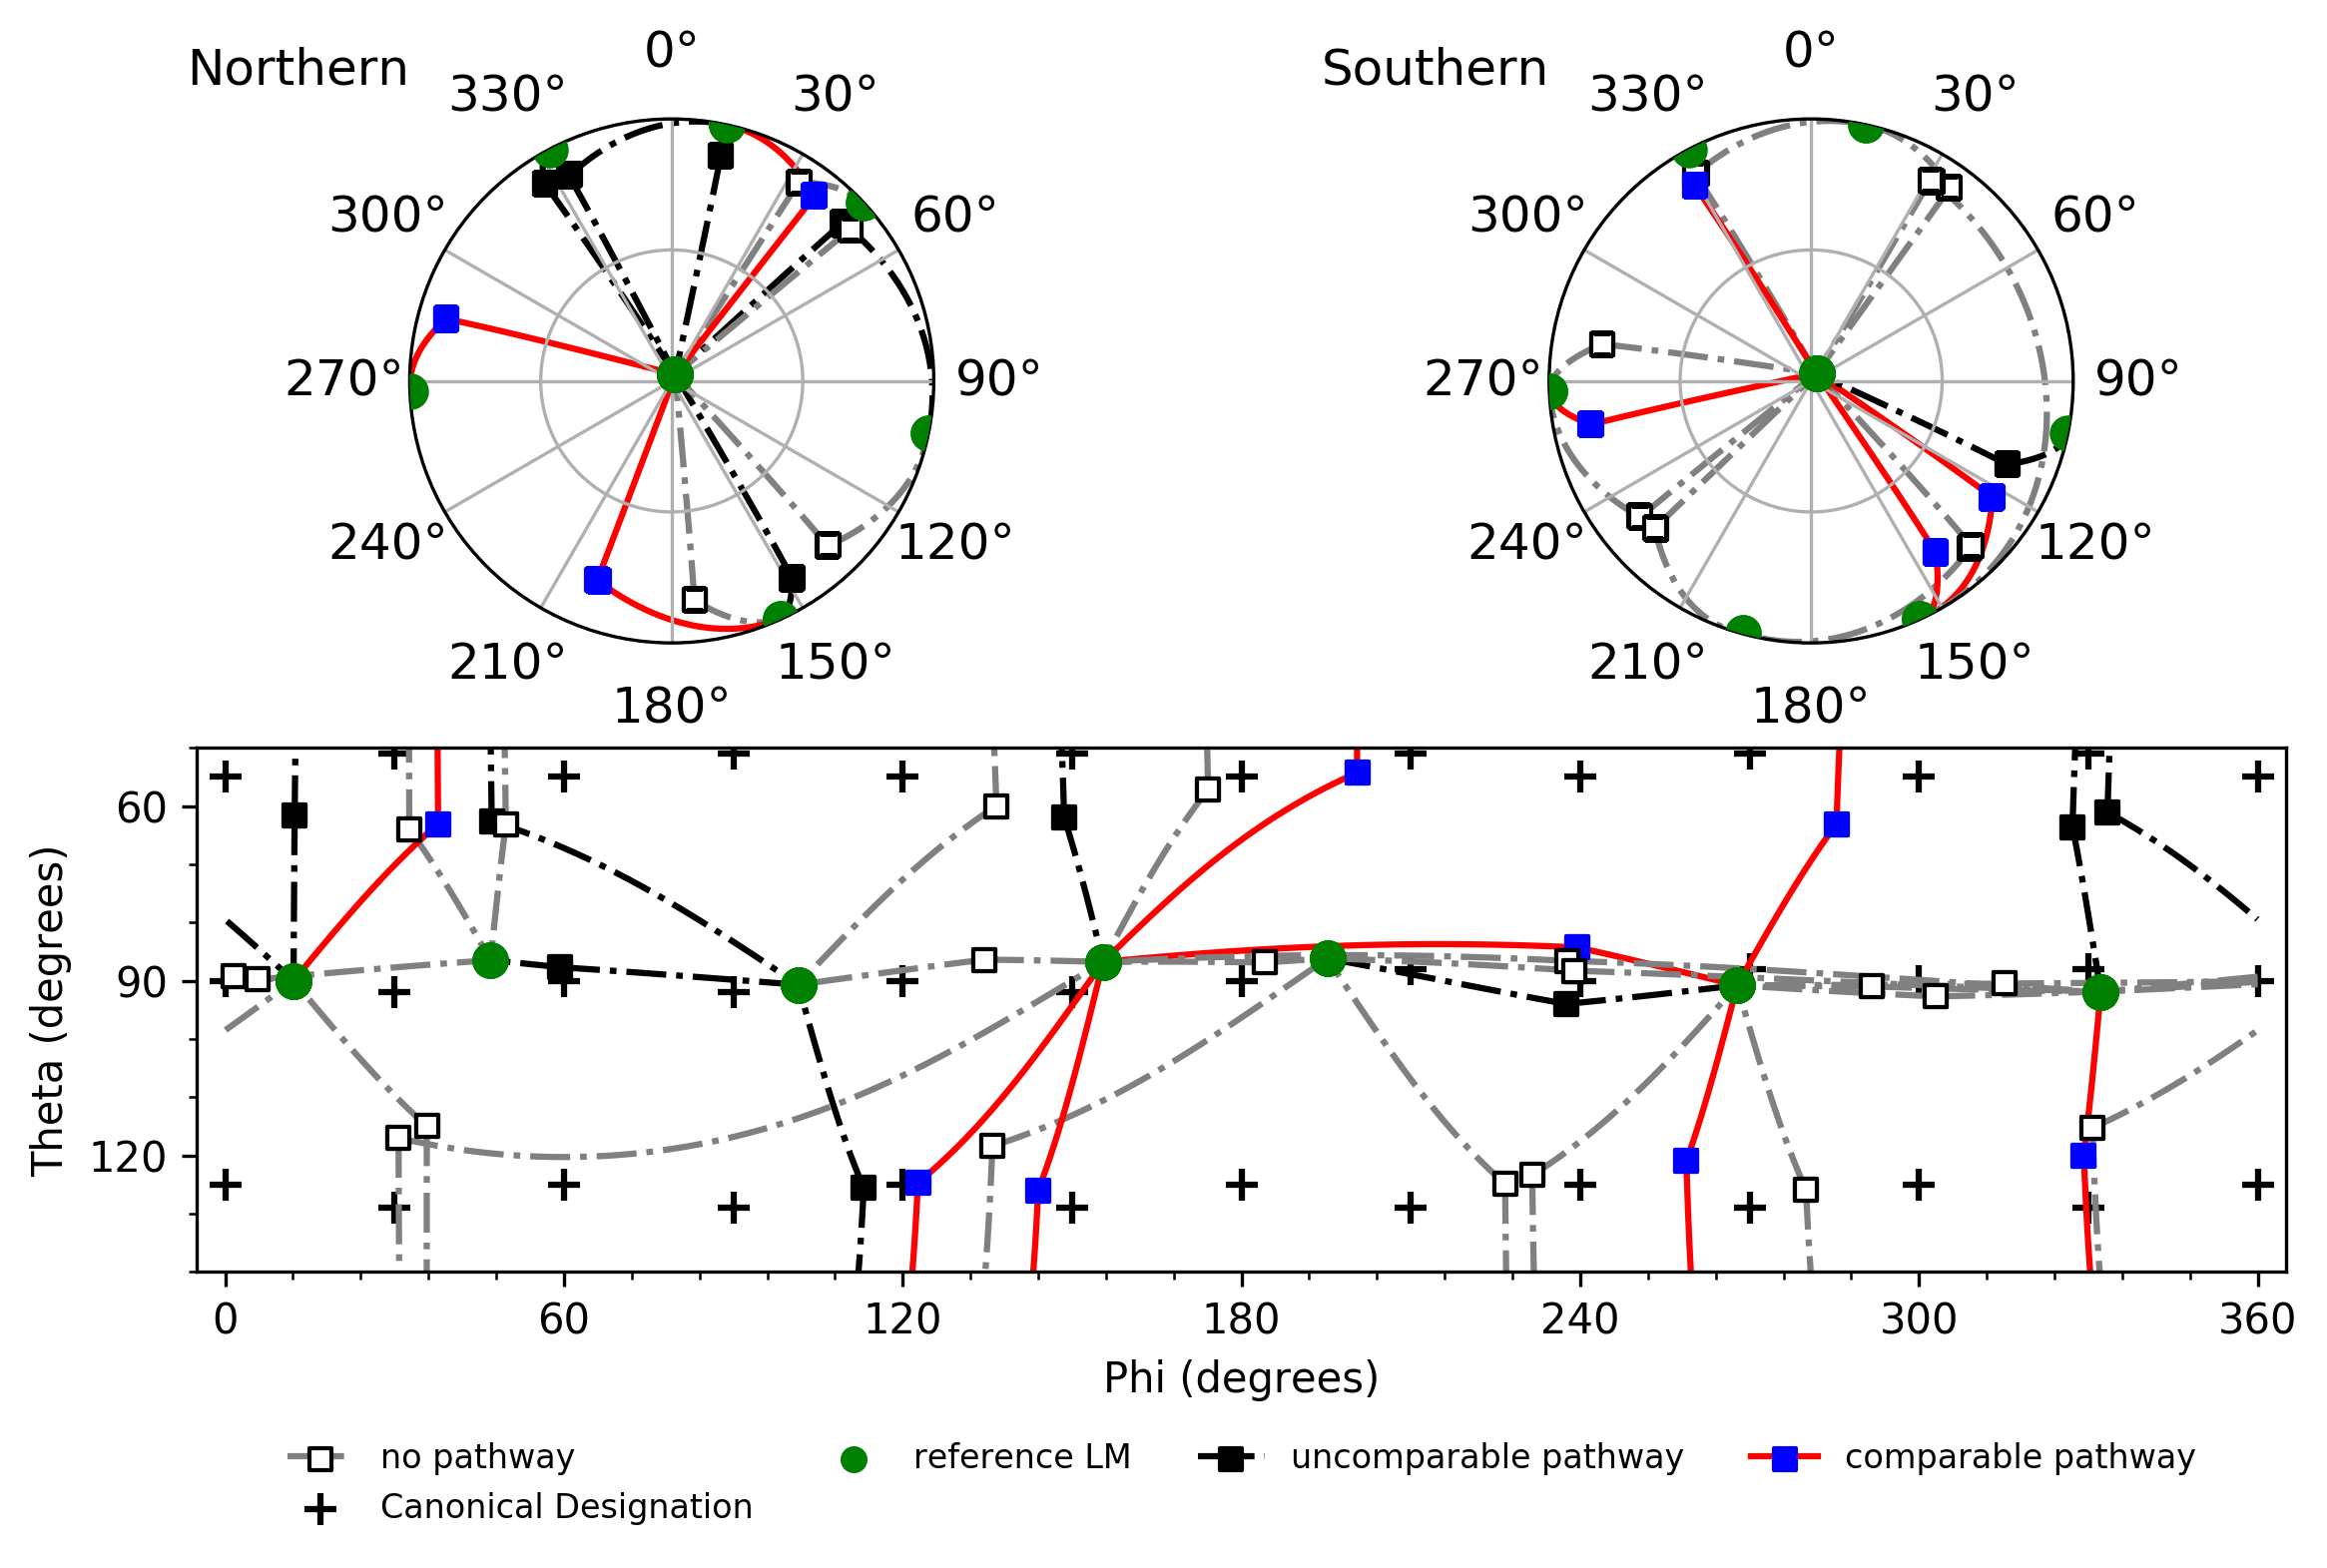 Northern
0°
30°
60°
90°
120°
150°
180°
210°
240°
270°
300°
330°
Southern
0°
30°
60°
90°
120°
150°
180°
210°
240°
270°
300°
330°
Theta (degrees)
60
90
120
0 60 120 180 240 300 360
Phi (degrees)
no pathway
Canonical Designation
reference LM
uncomparable pathway
comparable pathway